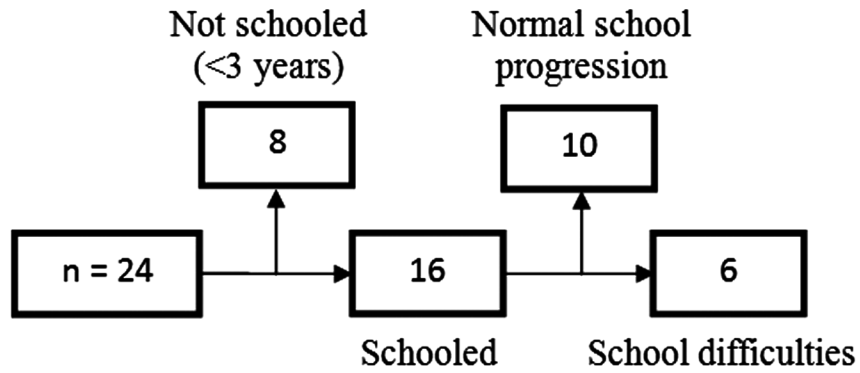 Not schooled
(<3 years)
Normal school
progression
8
10
n = 24
16
6
Schooled
School difficulties